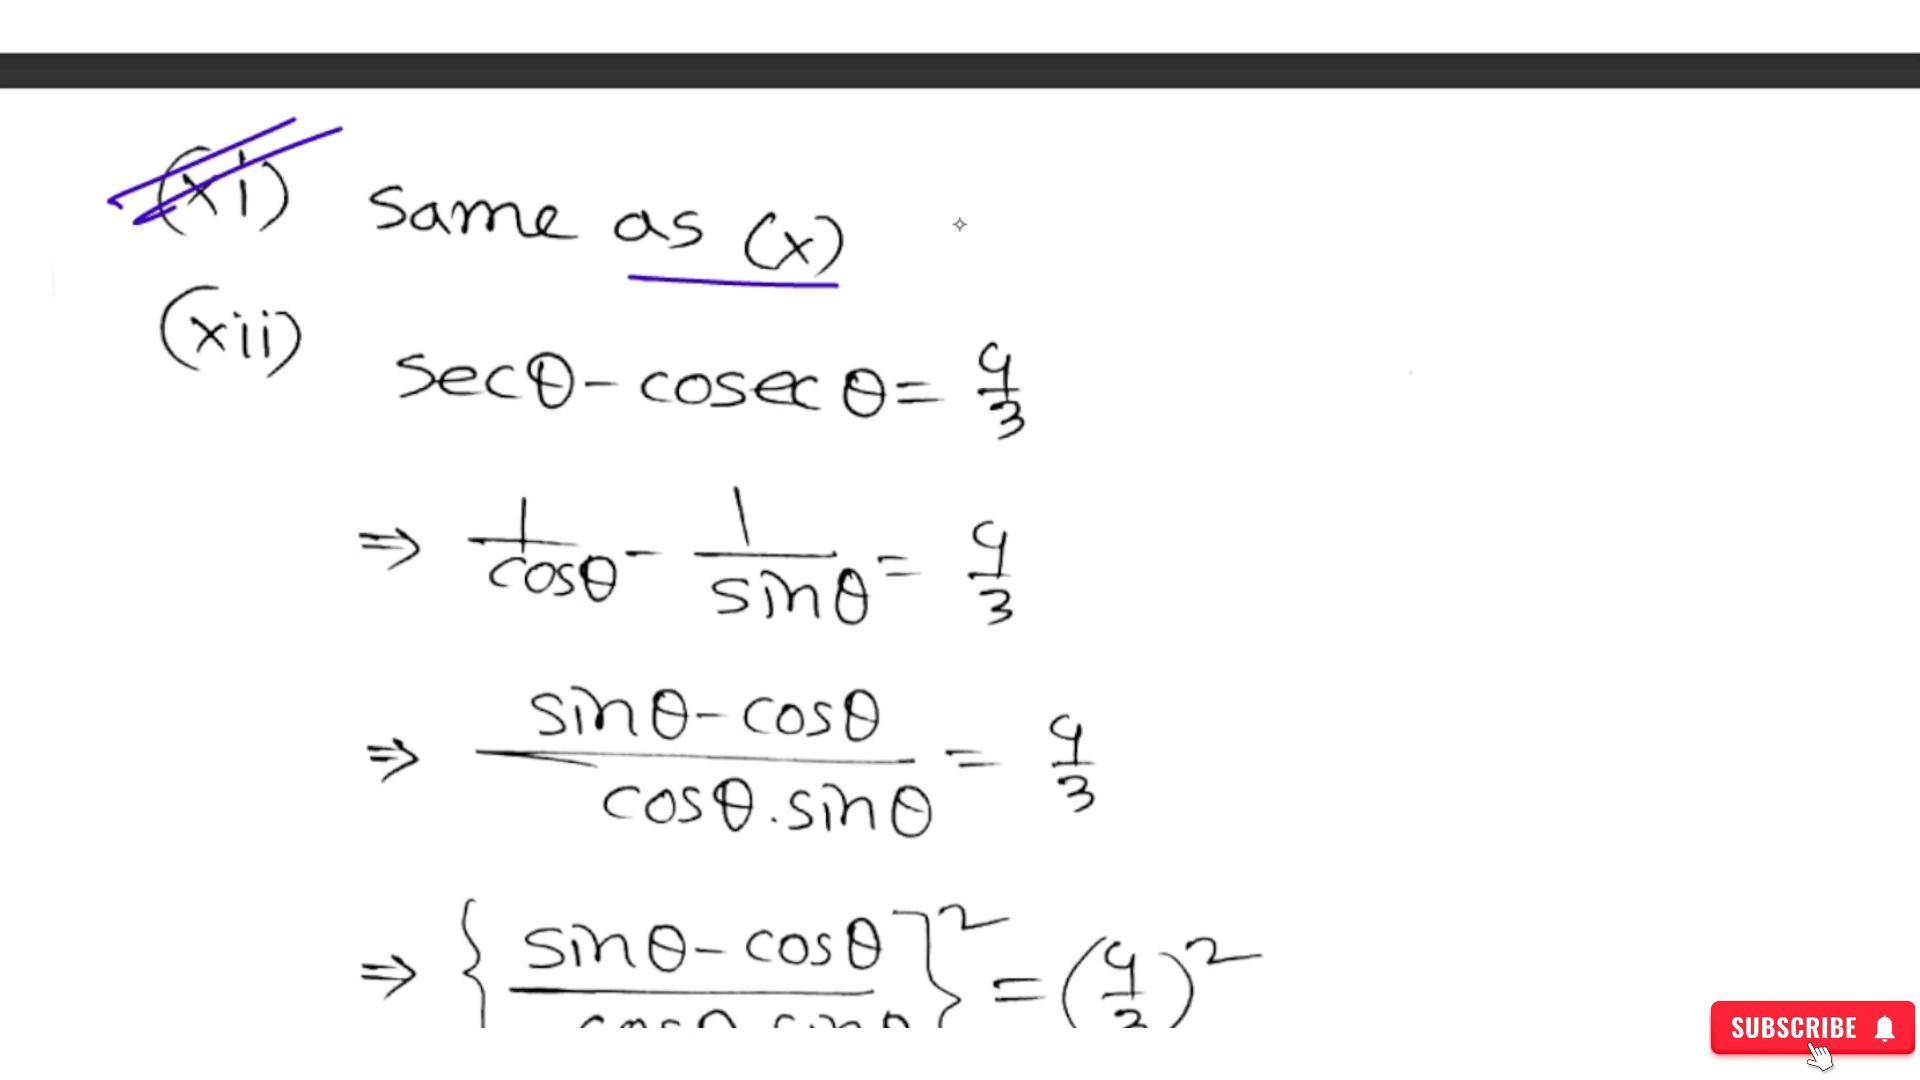 (xi) Same as (x)
(xii)
secθ - cosec θ = 4/3
⇒ 1/cosθ - 1/sinθ = 4/3
⇒ (sinθ - cosθ)/(cosθ . sinθ) = 4/3
⇒ {(sinθ - cosθ)/(cosθ sinθ)}² = (4/3)²
SUBSCRIBE